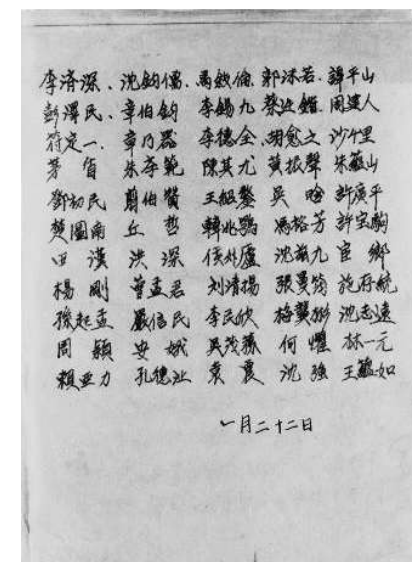 李濟深、沈鈞儒、馬敘倫、郭沫若、譚平山
彭澤民、章伯鈞 李錫九 蔡廷鍇、周建人
符定一、章乃器 李德全、胡愈之 沙千里
茅盾 朱學範 陳其尤 黃振聲 朱蘊山
鄧初民 翦伯贊 王紹鏊 吳晗 許廣平
楚圖南 丘哲 韓兆鶚 馮裕芳 許宝駒
田漢 洪深 侯外廬 沈茲九 宦鄉
楊剛 曹孟君 刘清揚 張曼筠 施存統
孫起孟 嚴信民 李民欣 梅龔彬 沈志遠
周穎 安娥 吳茂蓀 何懼 林一元
賴亚力 孔德沚 袁襄 沈強 王蘊如
一月二十二日